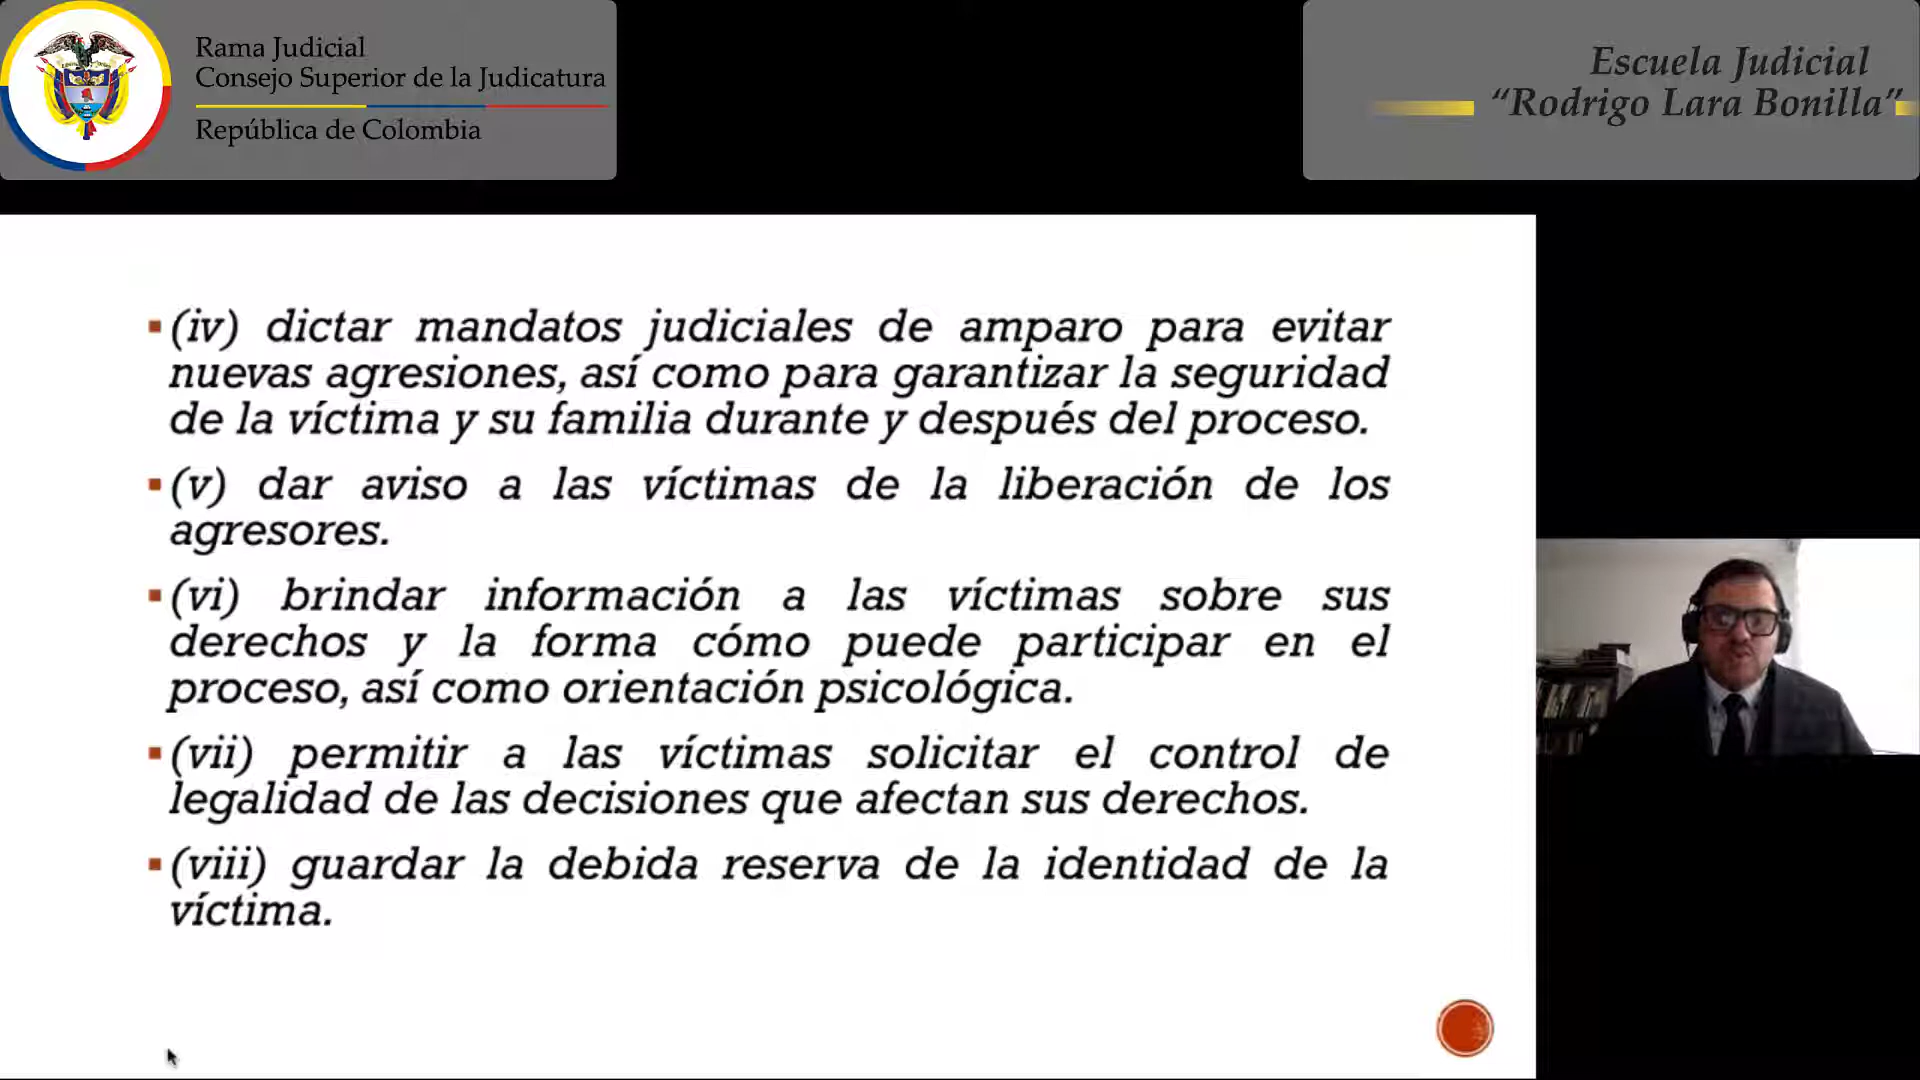 Rama Judicial
Consejo Superior de la Judicatura
República de Colombia
Escuela Judicial
“Rodrigo Lara Bonilla”
(iv) dictar mandatos judiciales de amparo para evitar
nuevas agresiones, así como para garantizar la seguridad
de la víctima y su familia durante y después del proceso.
(v) dar aviso a las víctimas de la liberación de los
agresores.
(vi) brindar información a las víctimas sobre sus
derechos y la forma cómo puede participar en el
proceso, así como orientación psicológica.
(vii) permitir a las víctimas solicitar el control de
legalidad de las decisiones que afectan sus derechos.
(viii) guardar la debida reserva de la identidad de la
víctima.